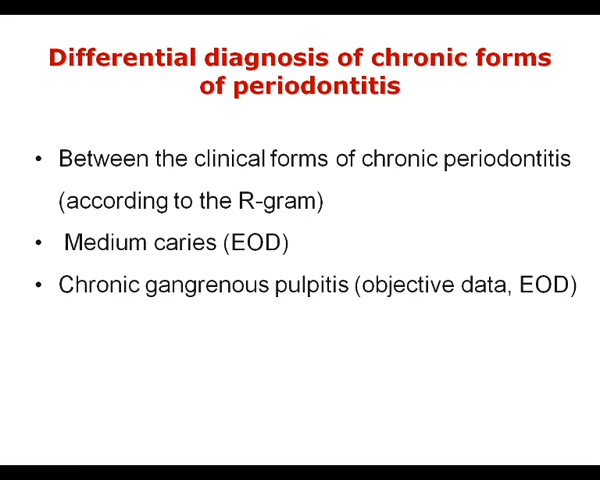 Differential diagnosis of chronic forms
of periodontitis
• Between the clinical forms of chronic periodontitis
(according to the R-gram)
• Medium caries (EOD)
• Chronic gangrenous pulpitis (objective data, EOD)